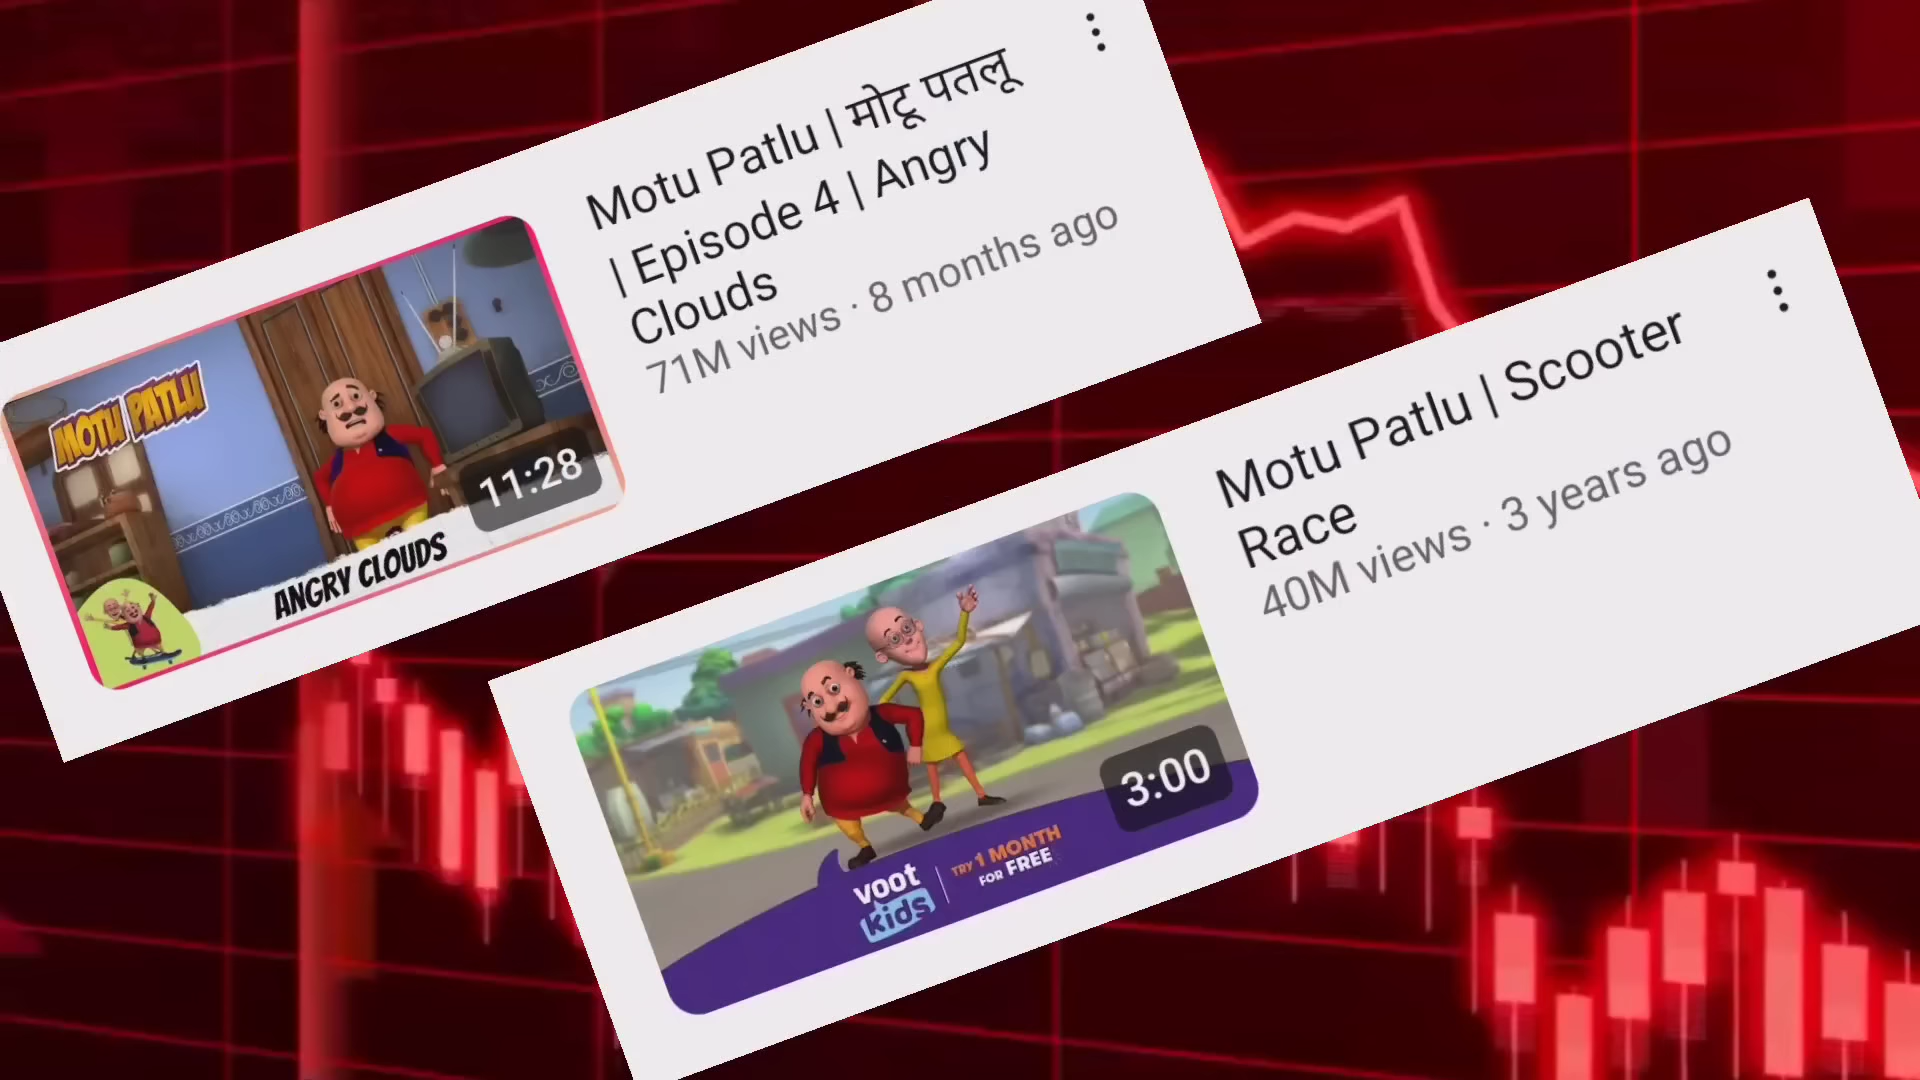 Motu Patlu | मोटू पतलू
| Episode 4 | Angry
Clouds
71M views · 8 months ago
MOTU PATLU
11:28
ANGRY CLOUDS
Motu Patlu | Scooter
Race
40M views · 3 years ago
3:00
voot
kids
TRY 1 MONTH
FOR FREE